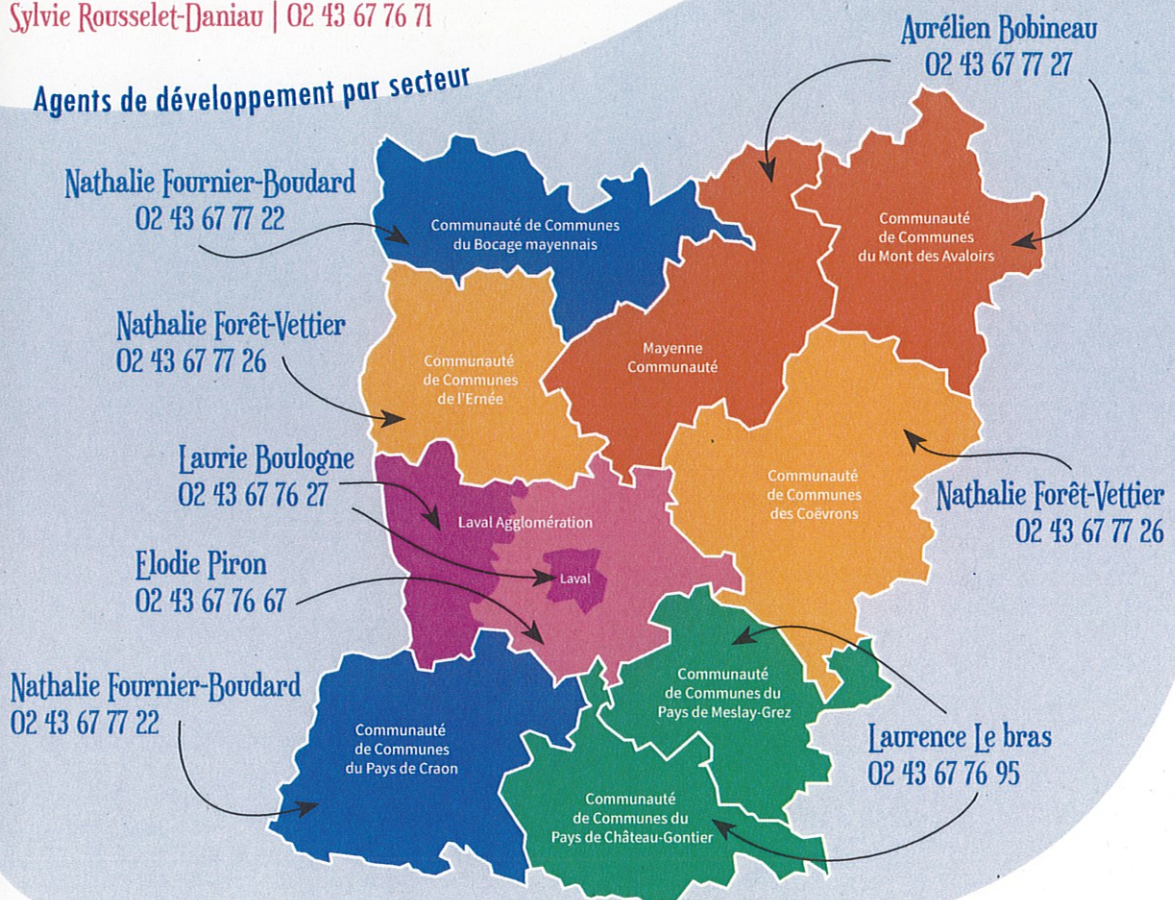 Sylvie Rousselet-Daniau | 02 43 67 76 71
Agents de développement par secteur
Aurélien Bobineau
02 43 67 77 27
Nathalie Fournier-Boudard
02 43 67 77 22
Communauté de Communes
du Bocage mayennais
Communauté
de Communes
du Mont des Avaloirs
Nathalie Forêt-Vettier
02 43 67 77 26
Communauté
de Communes
de l'Ernée
Mayenne
Communauté
Laurie Boulogne
02 43 67 76 27
Laval Agglomération
Communauté
de Communes
des Coëvrons
Nathalie Forêt-Vettier
02 43 67 77 26
Elodie Piron
02 43 67 76 67
Laval
Nathalie Fournier-Boudard
02 43 67 77 22
Communauté
de Communes
du Pays de Craon
Communauté
de Communes du
Pays de Meslay-Grez
Laurence Le bras
02 43 67 76 95
Communauté
de Communes du
Pays de Château-Gontier